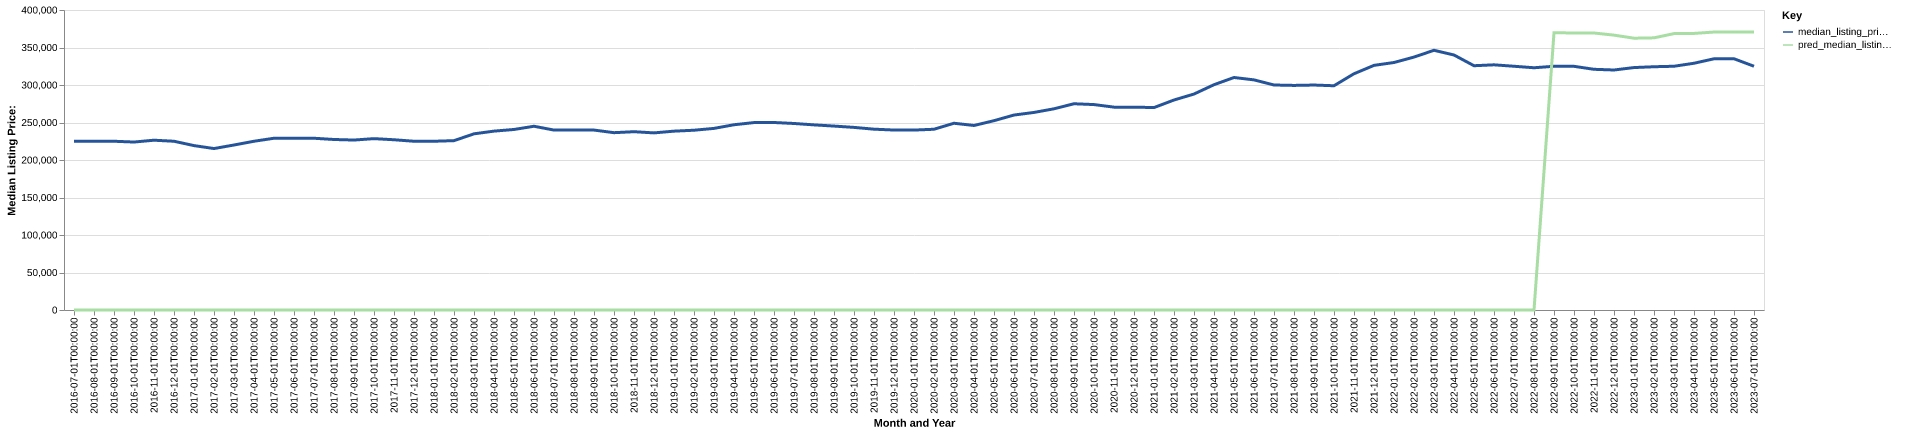 400,000
350,000
300,000
250,000
200,000
150,000
100,000
50,000
0
Median Listing Price:
2016-07-01T00:00:00
2016-08-01T00:00:00
2016-09-01T00:00:00
2016-10-01T00:00:00
2016-11-01T00:00:00
2016-12-01T00:00:00
2017-01-01T00:00:00
2017-02-01T00:00:00
2017-03-01T00:00:00
2017-04-01T00:00:00
2017-05-01T00:00:00
2017-06-01T00:00:00
2017-07-01T00:00:00
2017-08-01T00:00:00
2017-09-01T00:00:00
2017-10-01T00:00:00
2017-11-01T00:00:00
2017-12-01T00:00:00
2018-01-01T00:00:00
2018-02-01T00:00:00
2018-03-01T00:00:00
2018-04-01T00:00:00
2018-05-01T00:00:00
2018-06-01T00:00:00
2018-07-01T00:00:00
2018-08-01T00:00:00
2018-09-01T00:00:00
2018-10-01T00:00:00
2018-11-01T00:00:00
2018-12-01T00:00:00
2019-01-01T00:00:00
2019-02-01T00:00:00
2019-03-01T00:00:00
2019-04-01T00:00:00
2019-05-01T00:00:00
2019-06-01T00:00:00
2019-07-01T00:00:00
2019-08-01T00:00:00
2019-09-01T00:00:00
2019-10-01T00:00:00
2019-11-01T00:00:00
2019-12-01T00:00:00
2020-01-01T00:00:00
2020-02-01T00:00:00
2020-03-01T00:00:00
2020-04-01T00:00:00
2020-05-01T00:00:00
2020-06-01T00:00:00
2020-07-01T00:00:00
2020-08-01T00:00:00
2020-09-01T00:00:00
2020-10-01T00:00:00
2020-11-01T00:00:00
2020-12-01T00:00:00
2021-01-01T00:00:00
2021-02-01T00:00:00
2021-03-01T00:00:00
2021-04-01T00:00:00
2021-05-01T00:00:00
2021-06-01T00:00:00
2021-07-01T00:00:00
2021-08-01T00:00:00
2021-09-01T00:00:00
2021-10-01T00:00:00
2021-11-01T00:00:00
2021-12-01T00:00:00
2022-01-01T00:00:00
2022-02-01T00:00:00
2022-03-01T00:00:00
2022-04-01T00:00:00
2022-05-01T00:00:00
2022-06-01T00:00:00
2022-07-01T00:00:00
2022-08-01T00:00:00
2022-09-01T00:00:00
2022-10-01T00:00:00
2022-11-01T00:00:00
2022-12-01T00:00:00
2023-01-01T00:00:00
2023-02-01T00:00:00
2023-03-01T00:00:00
2023-04-01T00:00:00
2023-05-01T00:00:00
2023-06-01T00:00:00
2023-07-01T00:00:00
Month and Year
Key
median_listing_pri…
pred_median_listin…